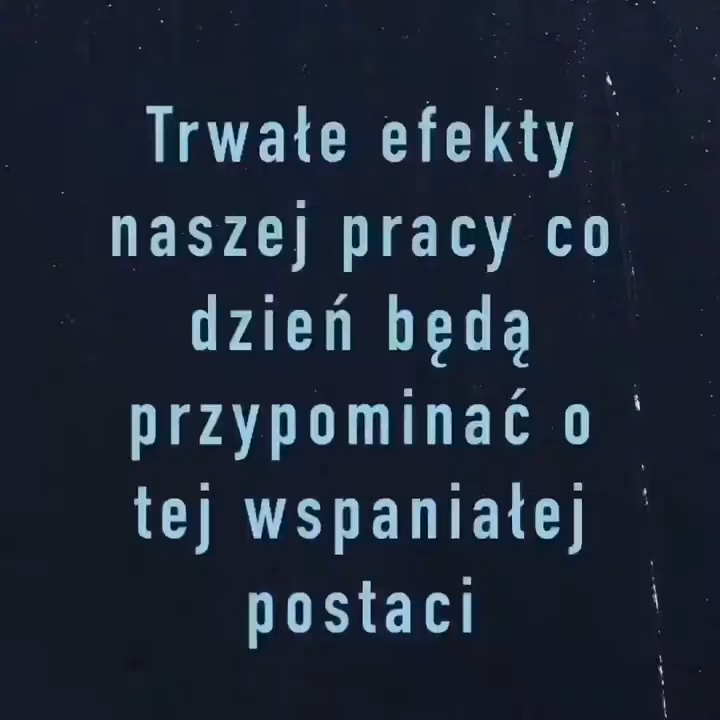 Trwałe efekty
naszej pracy co
dzień będą
przypominać o
tej wspaniałej
postaci